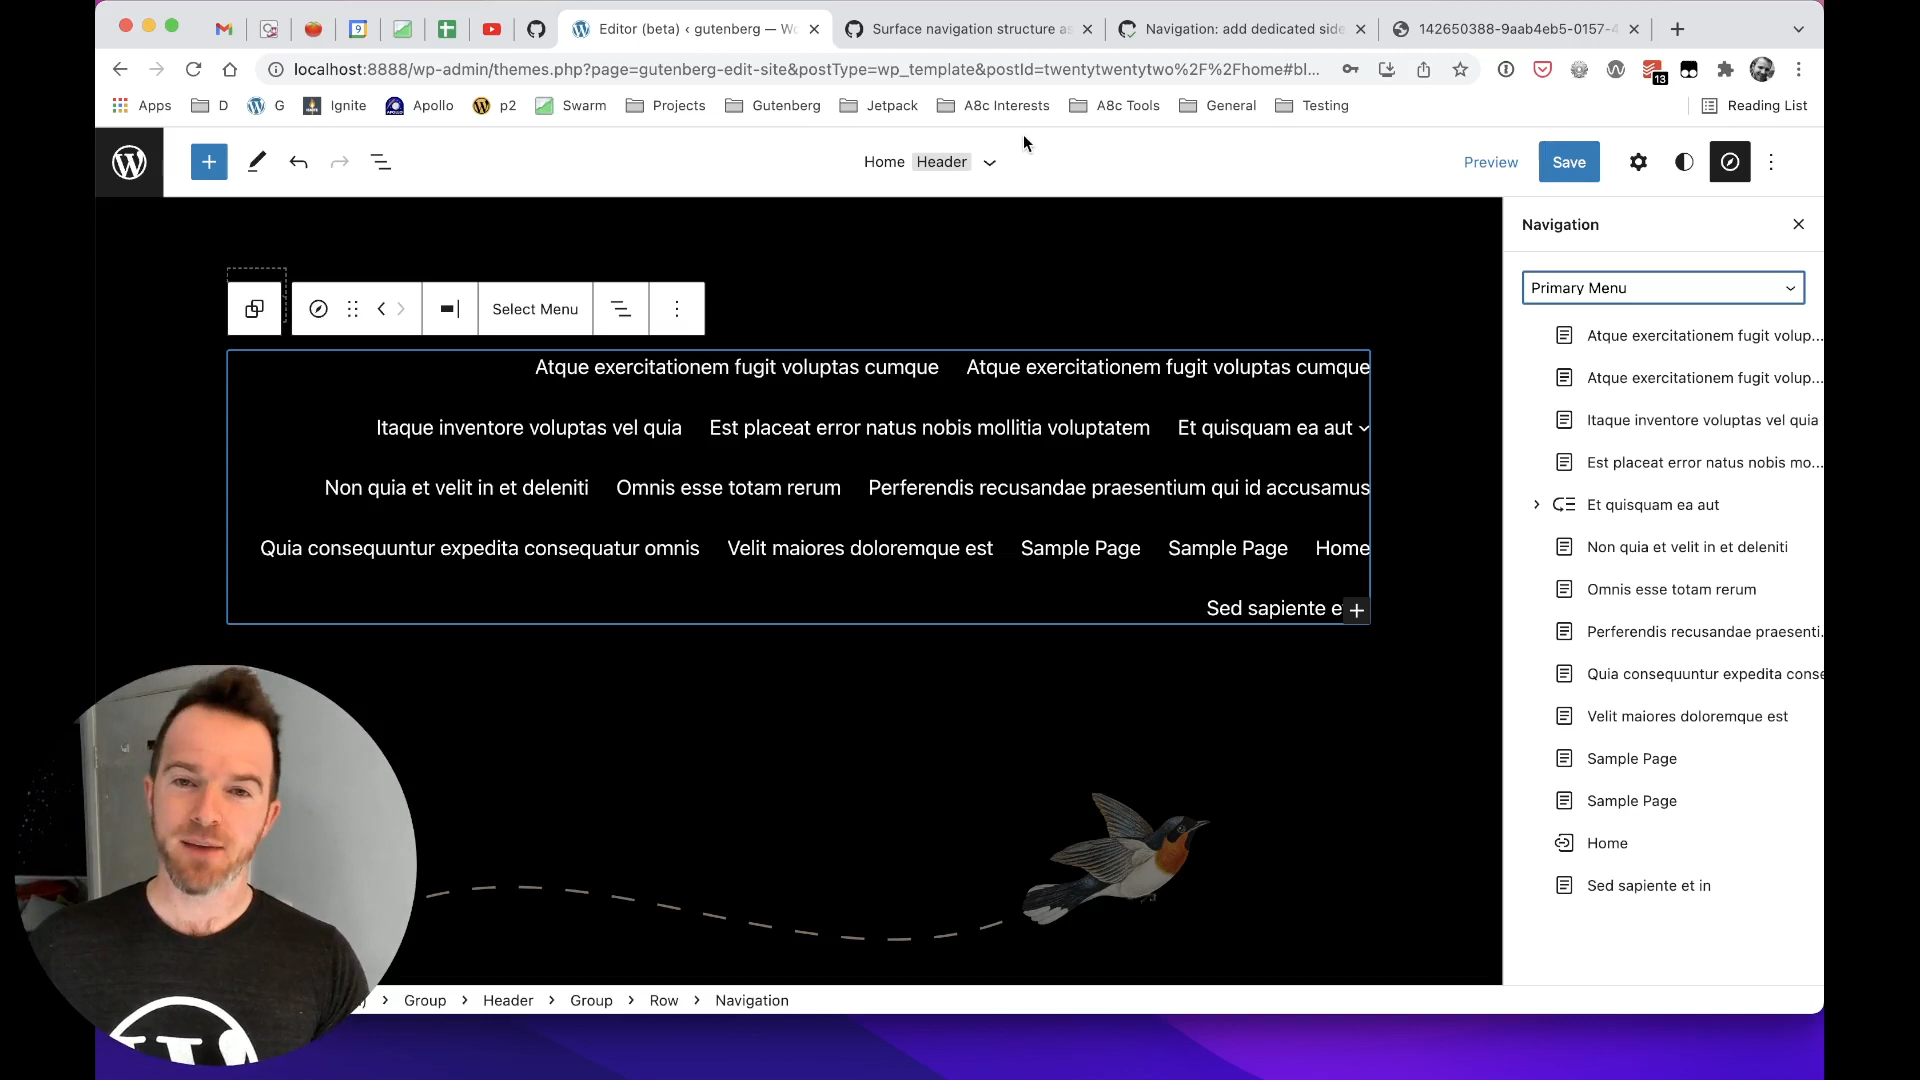 Editor (beta) ‹ gutenberg — Wo
Surface navigation structure as
Navigation: add dedicated side
142650388-9aab4eb5-0157-4
localhost:8888/wp-admin/themes.php?page=gutenberg-edit-site&postType=wp_template&postId=twentytwentytwo%2F%2Fhome#bl...
13
Apps D G Ignite Apollo p2 Swarm Projects Gutenberg Jetpack A8c Interests A8c Tools General Testing Reading List
Home Header
Preview Save
Navigation
Primary Menu
Select Menu
Atque exercitationem fugit voluptas cumque Atque exercitationem fugit voluptas cumque
Itaque inventore voluptas vel quia Est placeat error natus nobis mollitia voluptatem Et quisquam ea aut
Non quia et velit in et deleniti Omnis esse totam rerum Perferendis recusandae praesentium qui id accusamus
Quia consequuntur expedita consequatur omnis Velit maiores doloremque est Sample Page Sample Page Home
Sed sapiente e
Atque exercitationem fugit volup...
Atque exercitationem fugit volup...
Itaque inventore voluptas vel quia
Est placeat error natus nobis mo...
Et quisquam ea aut
Non quia et velit in et deleniti
Omnis esse totam rerum
Perferendis recusandae praesenti.
Quia consequuntur expedita conse
Velit maiores doloremque est
Sample Page
Sample Page
Home
Sed sapiente et in
Group Header Group Row Navigation